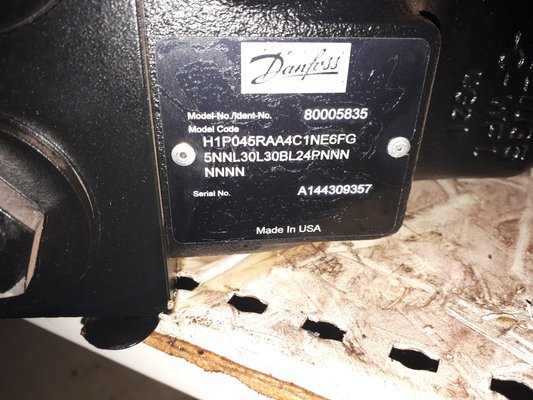 Danfoss
Model-No./Ident-No. 80005835
Model Code
H1P045RAA4C1NE6FG
5NNL30L30BL24PNNN
NNNN
Serial No. A144309357
Made In USA